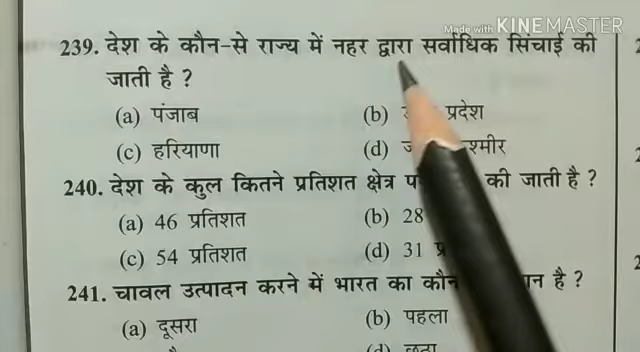 Made with KINEMASTER
239. देश के कौन-से राज्य में नहर द्वारा सर्वाधिक सिंचाई की
जाती है ?
(a) पंजाब (b) प्रदेश
(c) हरियाणा (d)
240. देश के कुल कितने प्रतिशत क्षेत्र की जाती है ?
(a) 46 प्रतिशत (b) 28
(c) 54 प्रतिशत (d) 31
241. चावल उत्पादन करने में भारत का है ?
(a) दूसरा (b) पहला
(d)